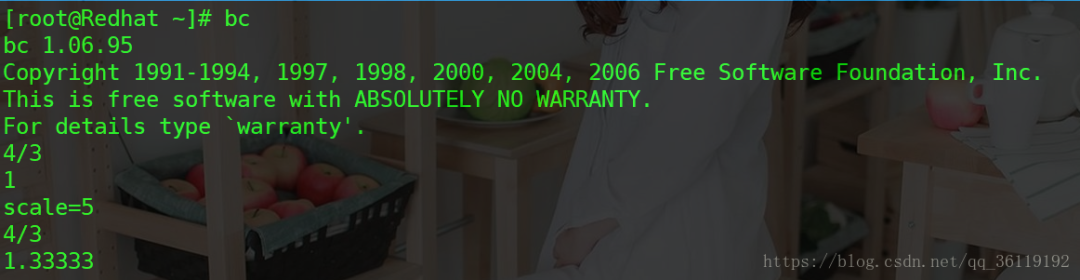 [root@Redhat ~]# bc
bc 1.06.95
Copyright 1991-1994, 1997, 1998, 2000, 2004, 2006 Free Software Foundation, Inc.
This is free software with ABSOLUTELY NO WARRANTY.
For details type `warranty'.
4/3
1
scale=5
4/3
1.33333
https://blog.csdn.net/qq_36119192